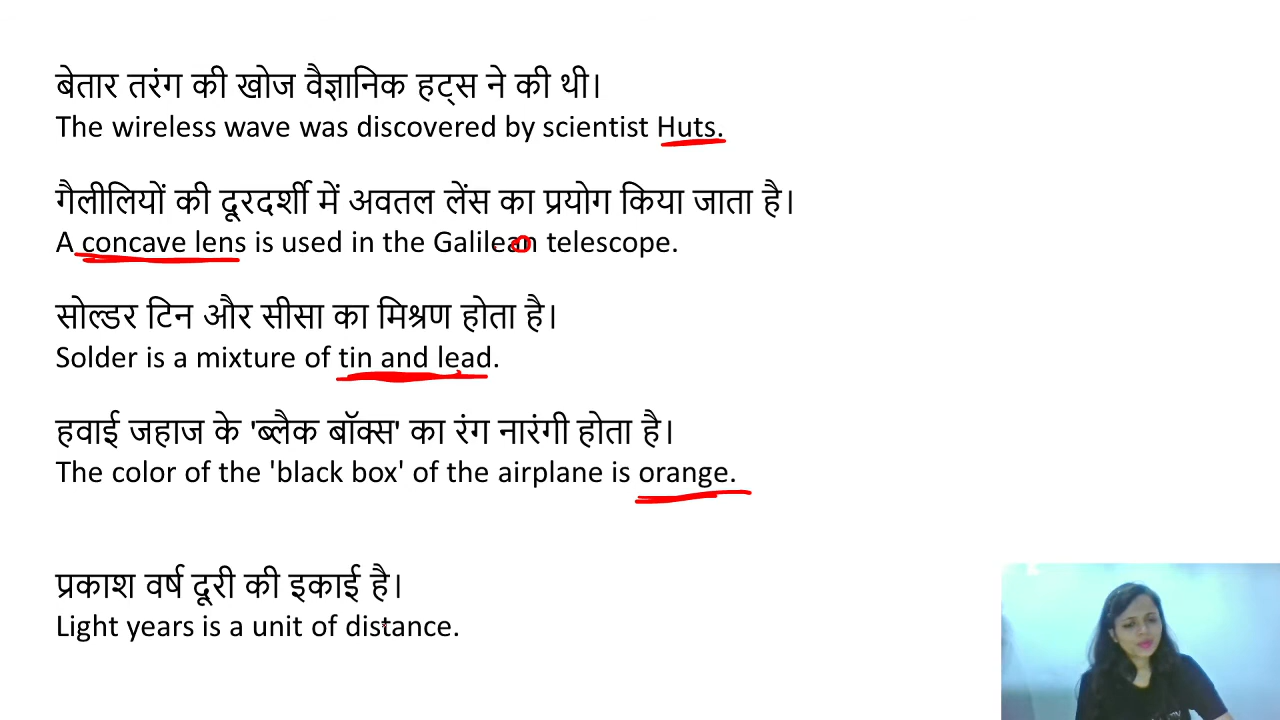 बेतार तरंग की खोज वैज्ञानिक हट्स ने की थी।
The wireless wave was discovered by scientist Huts.
गैलीलियों की दूरदर्शी में अवतल लेंस का प्रयोग किया जाता है।
A concave lens is used in the Galilean telescope.
सोल्डर टिन और सीसा का मिश्रण होता है।
Solder is a mixture of tin and lead.
हवाई जहाज के 'ब्लैक बॉक्स' का रंग नारंगी होता है।
The color of the 'black box' of the airplane is orange.
प्रकाश वर्ष दूरी की इकाई है।
Light years is a unit of distance.